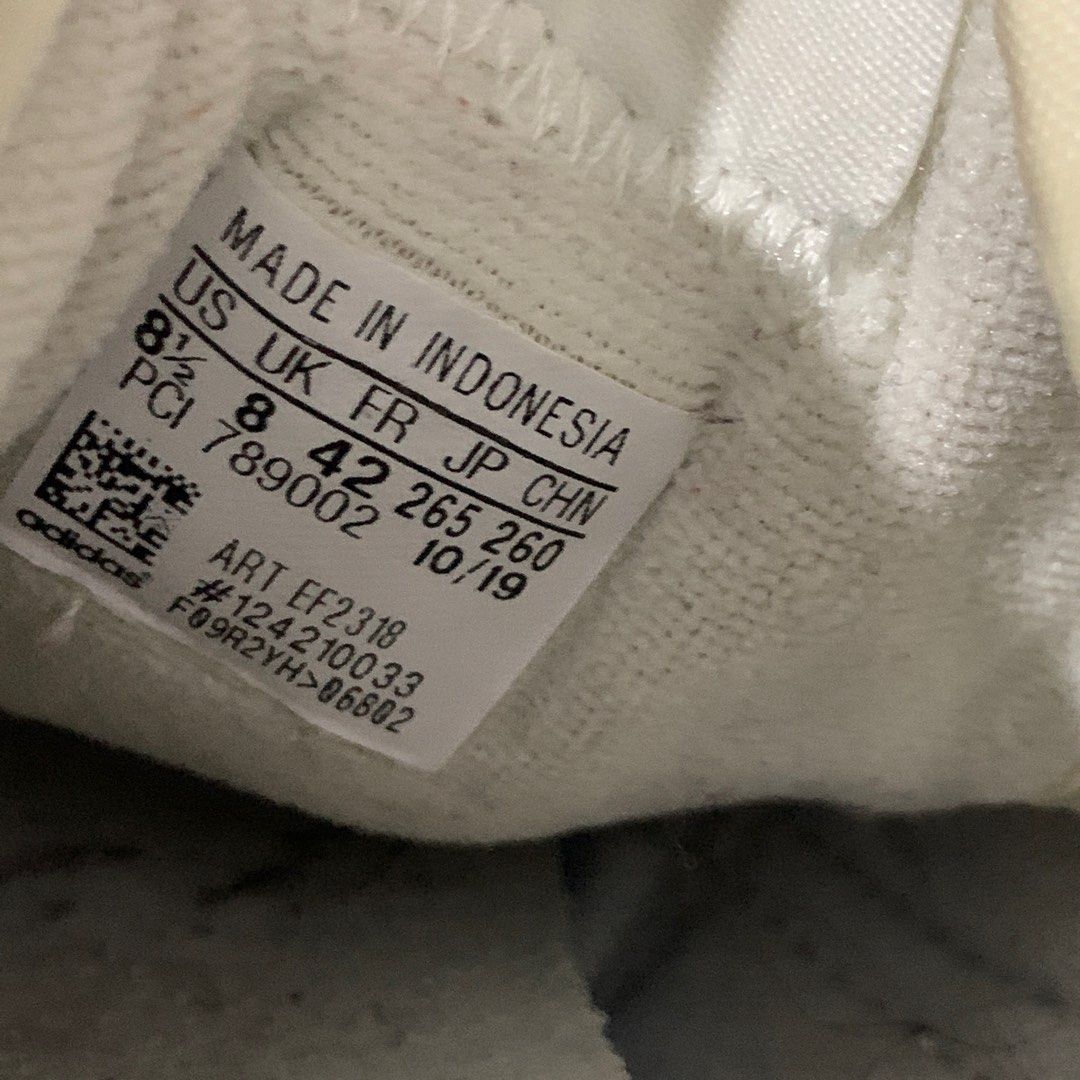 MADE IN INDONESIA
US UK FR JP CHN
8½ 8 42 265 260
PCI 789002 10/19
ART EF2318
#124210033
F09R2YH>06B02
adidas